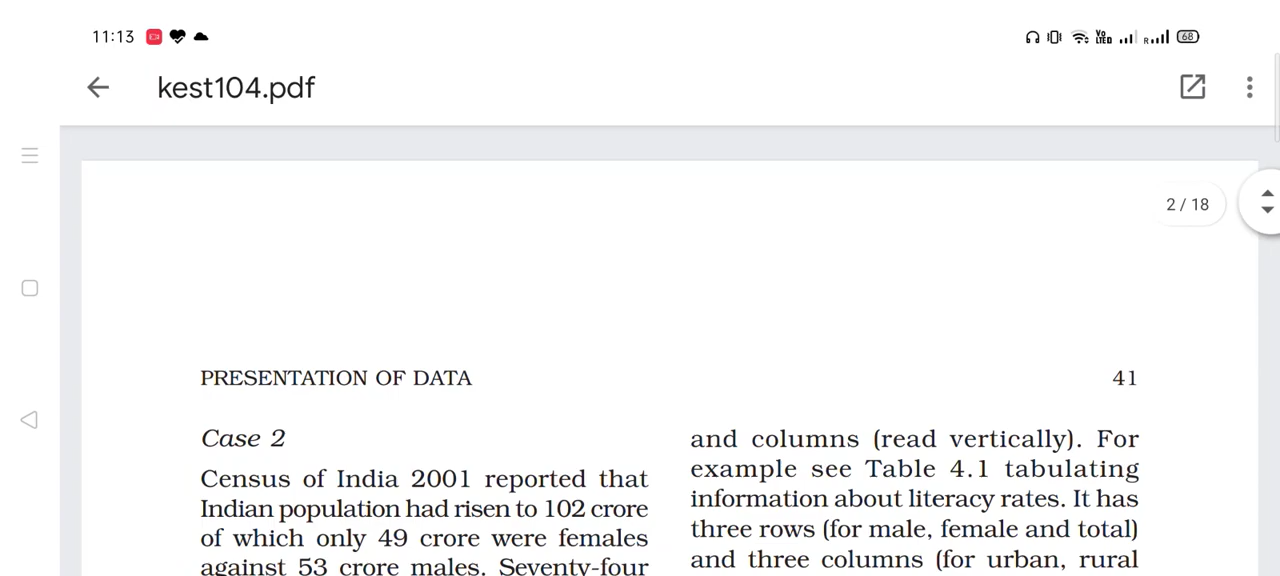 11:13
68
kest104.pdf
2 / 18
PRESENTATION OF DATA
41
Case 2
Census of India 2001 reported that
Indian population had risen to 102 crore
of which only 49 crore were females
against 53 crore males. Seventy-four
and columns (read vertically). For
example see Table 4.1 tabulating
information about literacy rates. It has
three rows (for male, female and total)
and three columns (for urban, rural